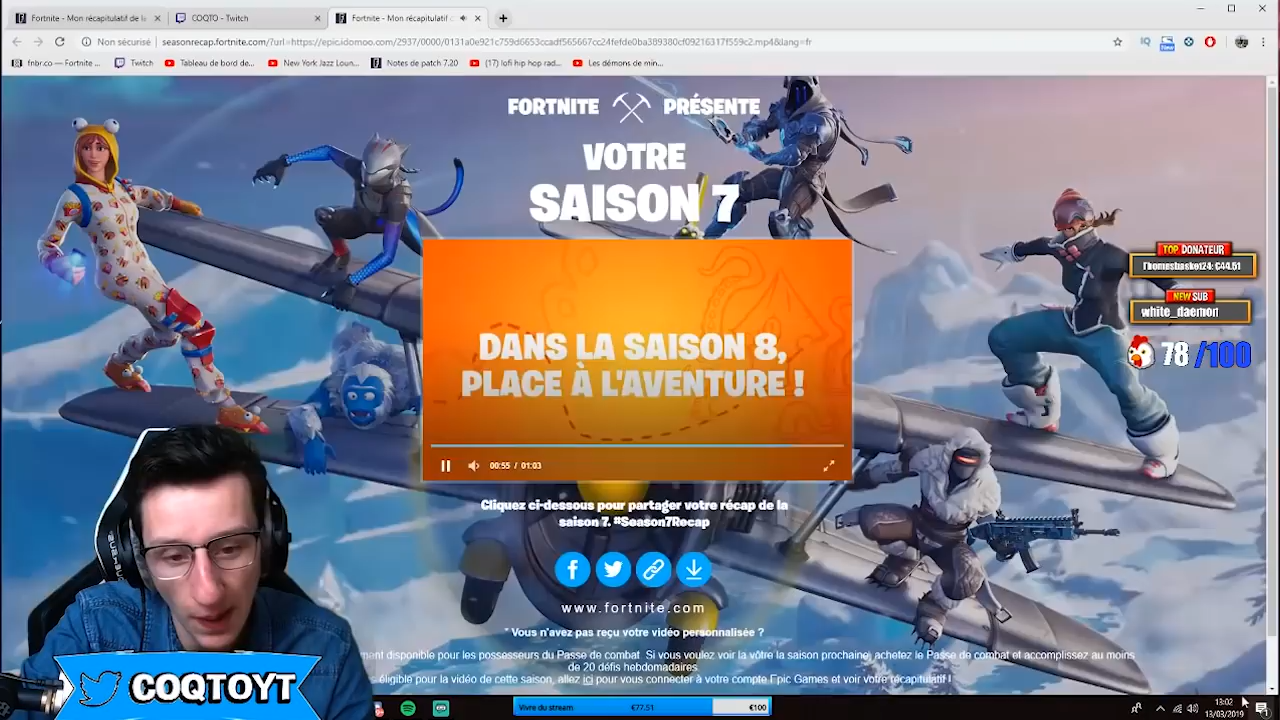 Fortnite - Mon récapitulatif de la
COQTO - Twitch
Fortnite - Mon récapitulatif
Non sécurisé
seasonrecap.fortnite.com/?url=https://epic.idomoo.com/2937/0000/0131a0e921c759d6653ccadf565667cc24fefde0ba389380cf09216317f559c2.mp4&lang=fr
fnbr.co — Fortnite ...
Twitch
Tableau de bord de...
New York Jazz Loun...
Notes de patch 7.20
(17) lofi hip hop rad...
Les démons de min...
FORTNITE PRÉSENTE
VOTRE
SAISON 7
DANS LA SAISON 8,
PLACE À L'AVENTURE !
00:55 / 01:03
TOP DONATEUR
Thomesbasket24: €44.51
NEW SUB
white_daemon
78 /100
Cliquez ci-dessous pour partager votre récap de la
saison 7. #Season7Recap
www.fortnite.com
* Vous n'avez pas reçu votre vidéo personnalisée ?
disponible pour les possesseurs du Passe de combat. Si vous voulez voir la vôtre la saison prochaine, achetez le Passe de combat et accomplissez au moins
de 20 défis hebdomadaires.
éligible pour la vidéo de cette saison, allez ici pour vous connecter à votre compte Epic Games et voir votre récapitulatif !
COQTOYT
Vivre du stream €77.51 €100
13:02
13/03/2019